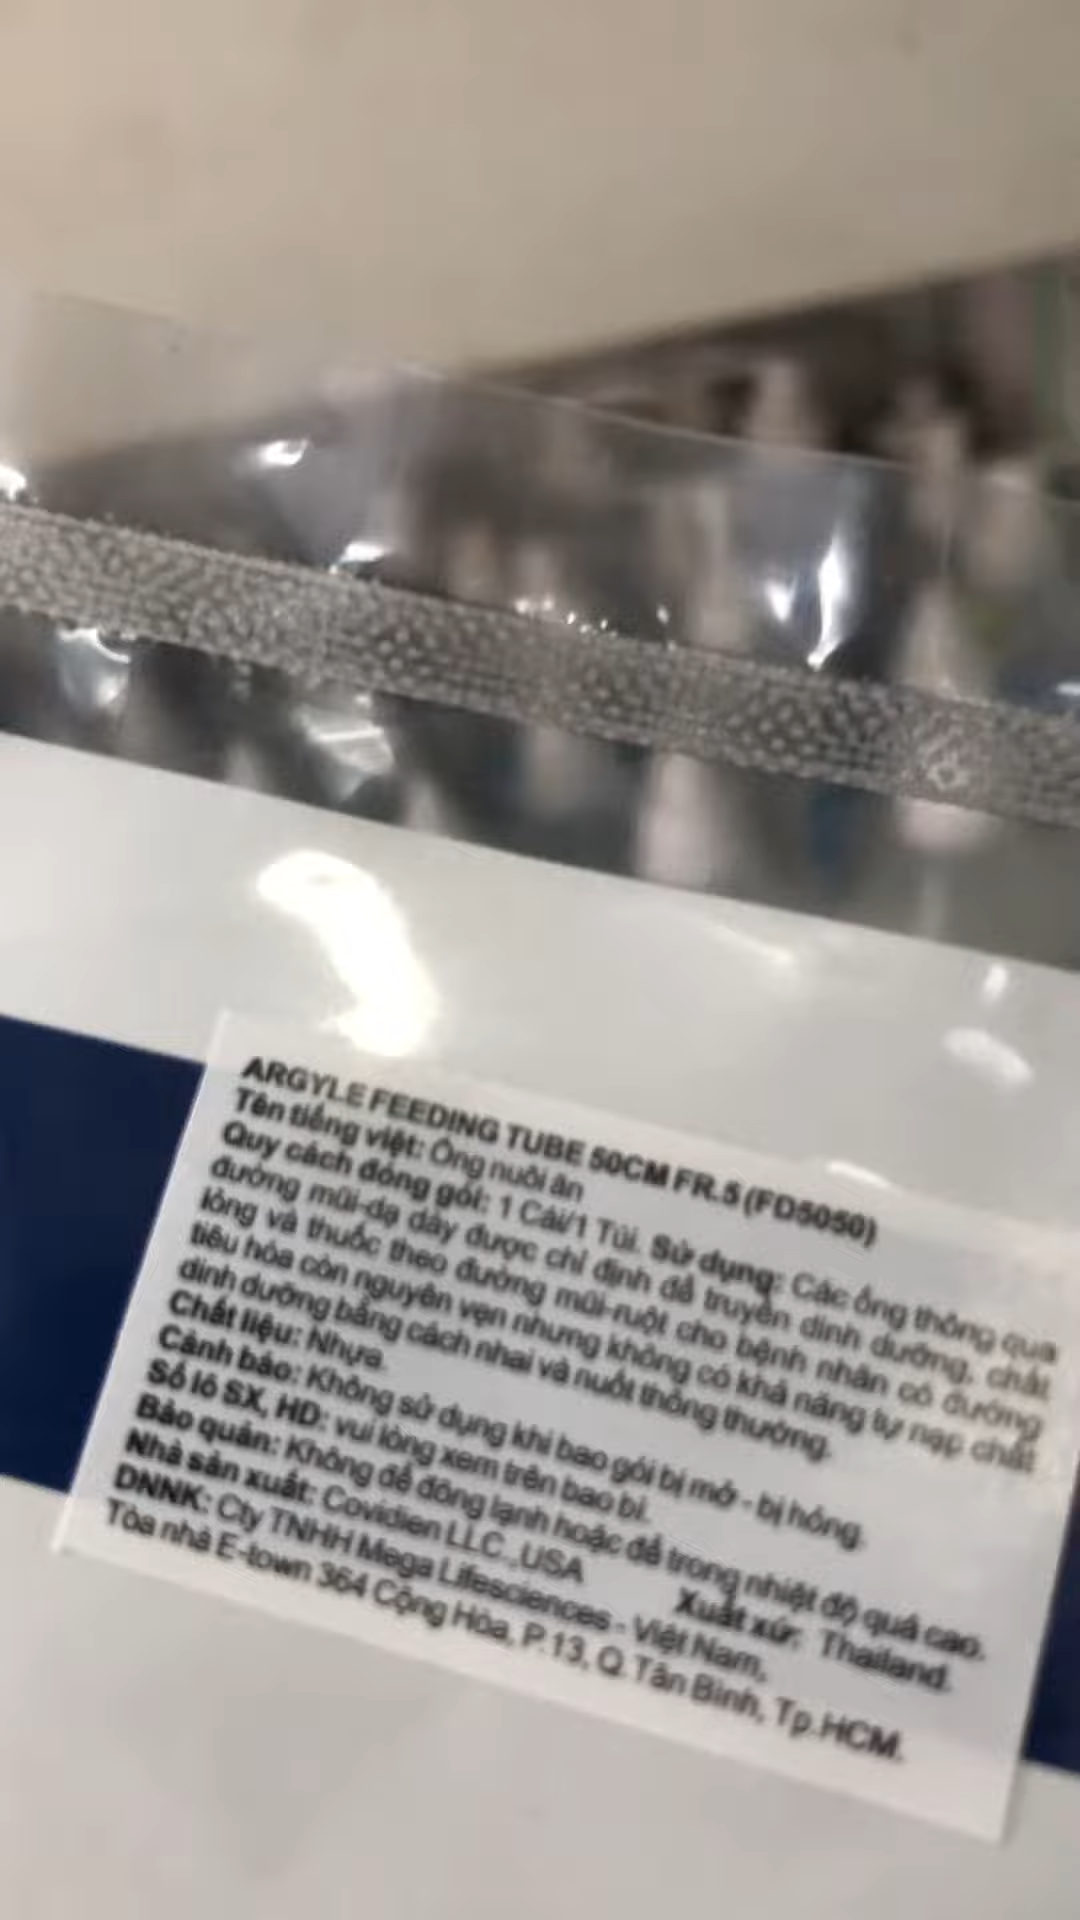 ARGYLE FEEDING TUBE 50CM FR.5 (FD5050)
Tên tiếng việt: Ống nuôi ăn
Quy cách đóng gói: 1 Cái/1 Túi. Sử dụng: Các ống thông qua
đường mũi-dạ dày được chỉ định để truyền dinh dưỡng, chất
lỏng và thuốc theo đường mũi-ruột cho bệnh nhân có đường
tiêu hóa còn nguyên vẹn nhưng không có khả năng tự nạp chất
dinh dưỡng bằng cách nhai và nuốt thông thường.
Chất liệu: Nhựa.
Cảnh báo: Không sử dụng khi bao gói bị mở - bị hỏng.
Số lô SX, HD: vui lòng xem trên bao bì.
Bảo quản: Không để đông lạnh hoặc để trong nhiệt độ quá cao.
Nhà sản xuất: Covidien LLC.,USA Xuất xứ: Thailand.
DNNK: Cty TNHH Mega Lifesciences - Việt Nam,
Tòa nhà E-town 364 Cộng Hòa, P.13, Q.Tân Bình, Tp.HCM.